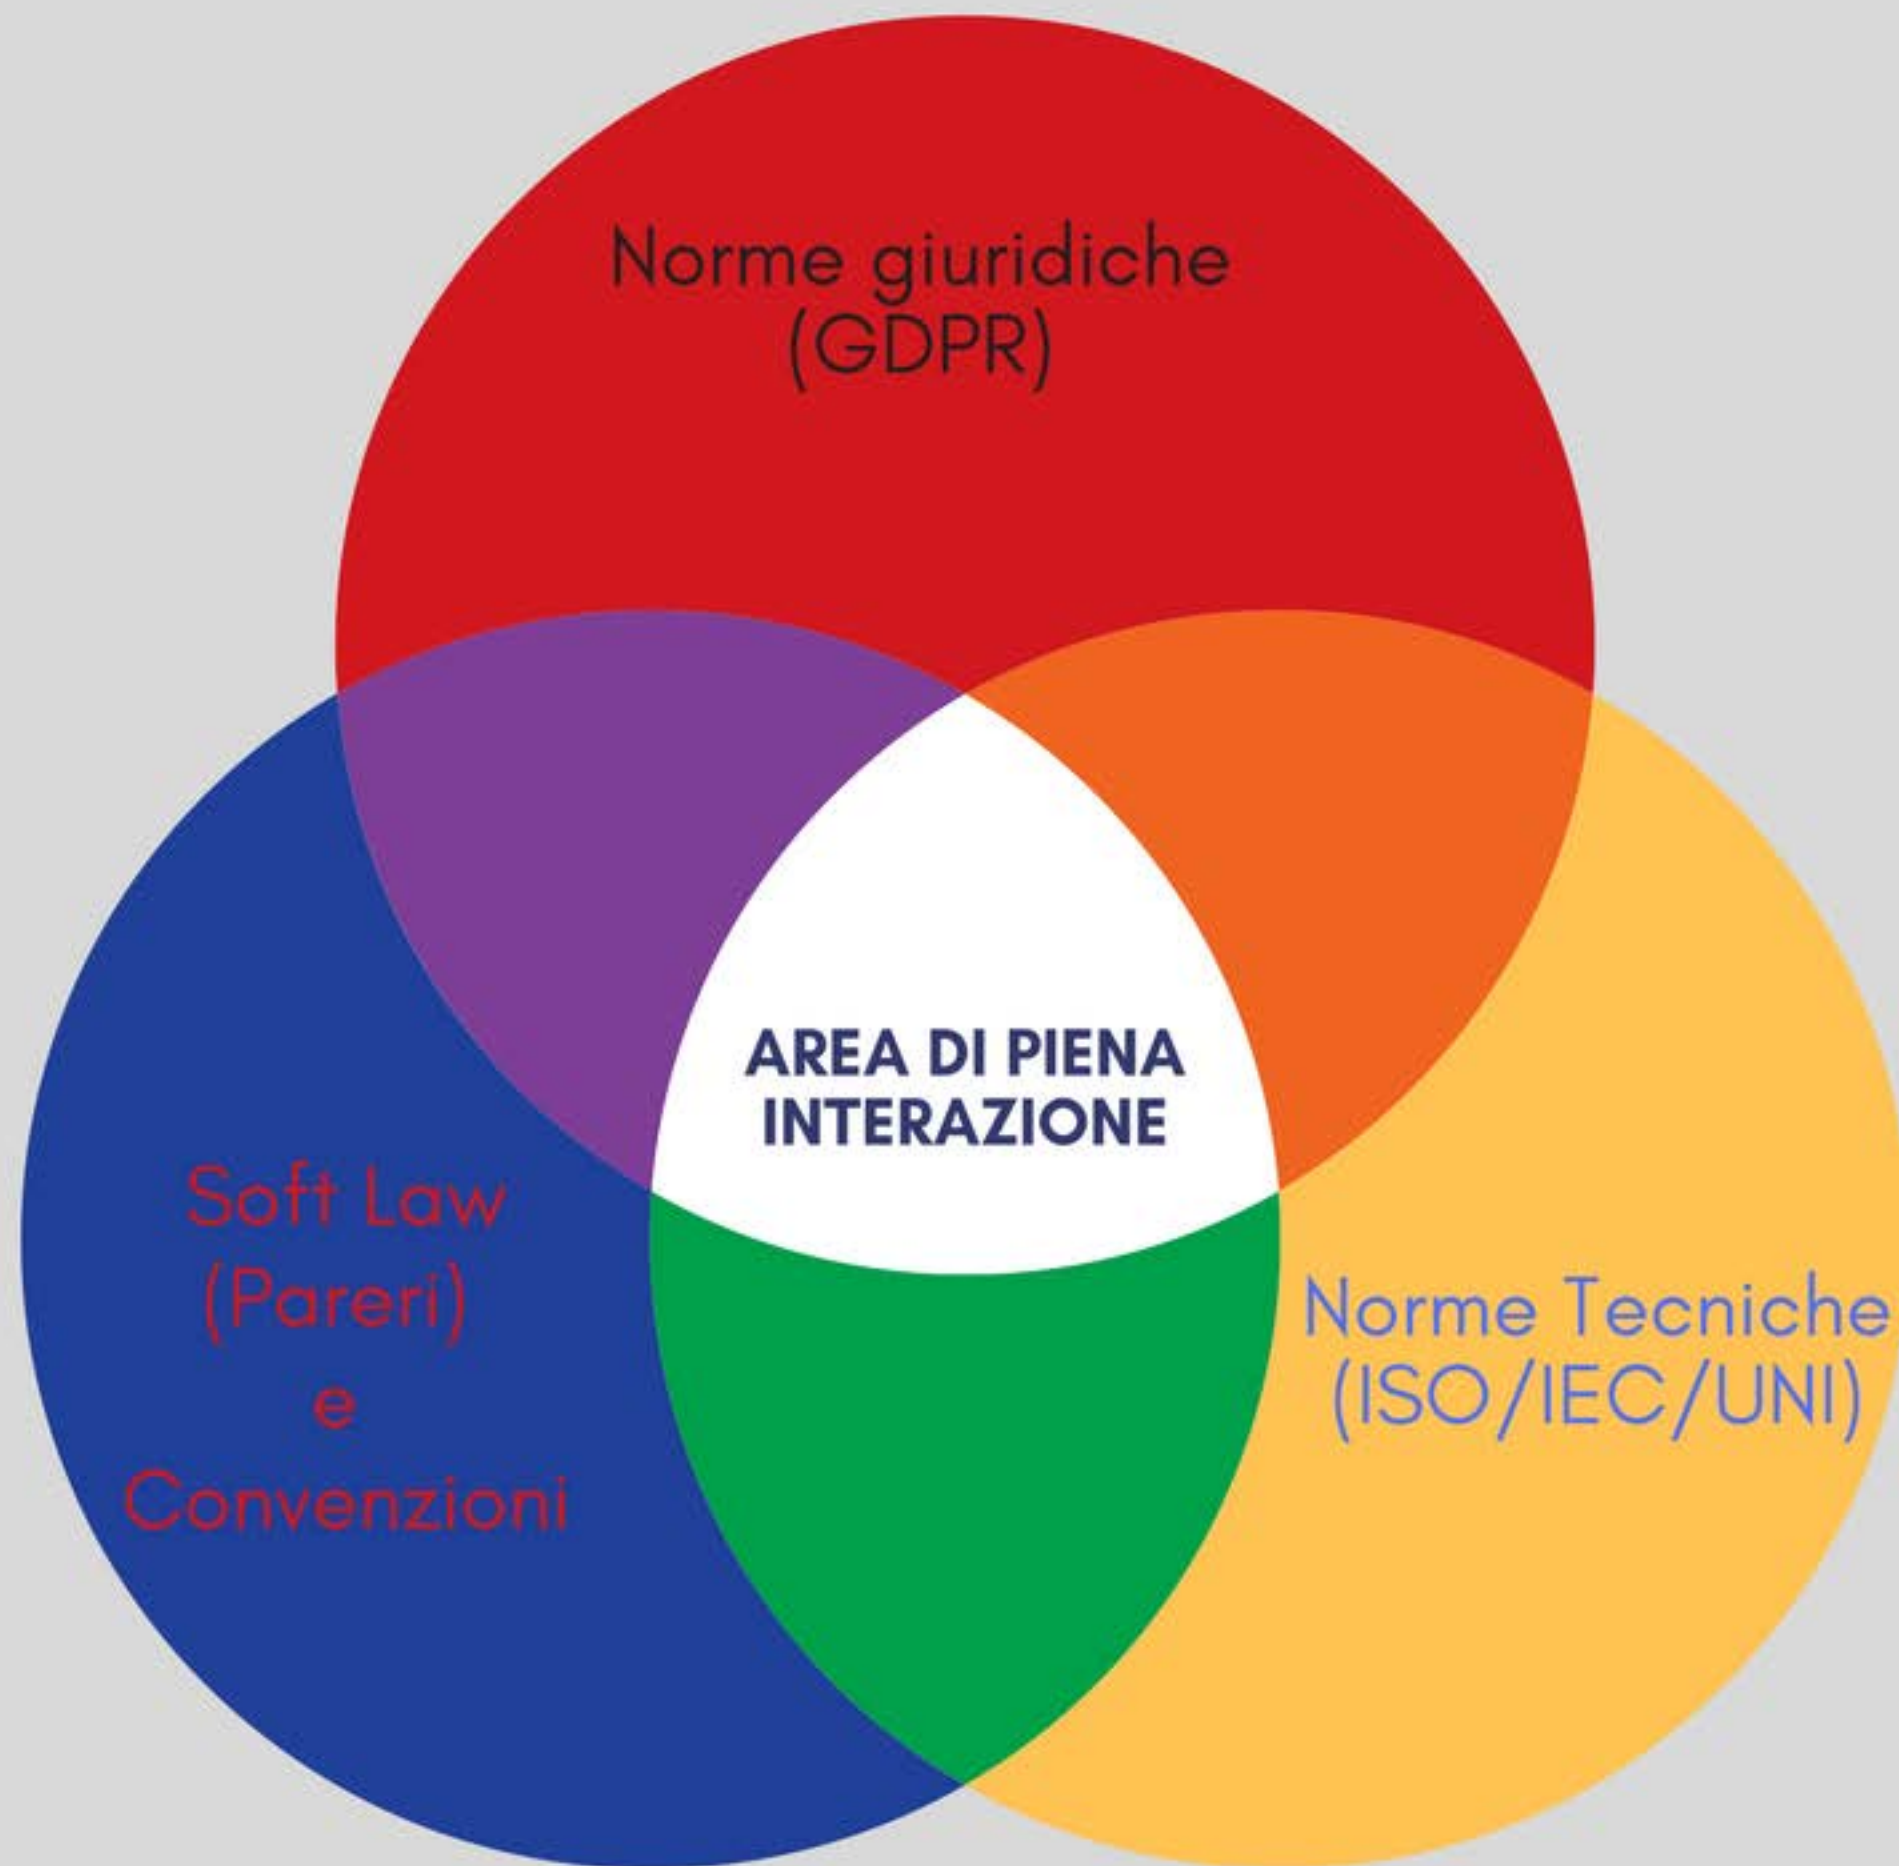 Norme giuridiche
(GDPR)
AREA DI PIENA
INTERAZIONE
Soft Law
(Pareri)
e
Convenzioni
Norme Tecniche
(ISO/IEC/UNI)